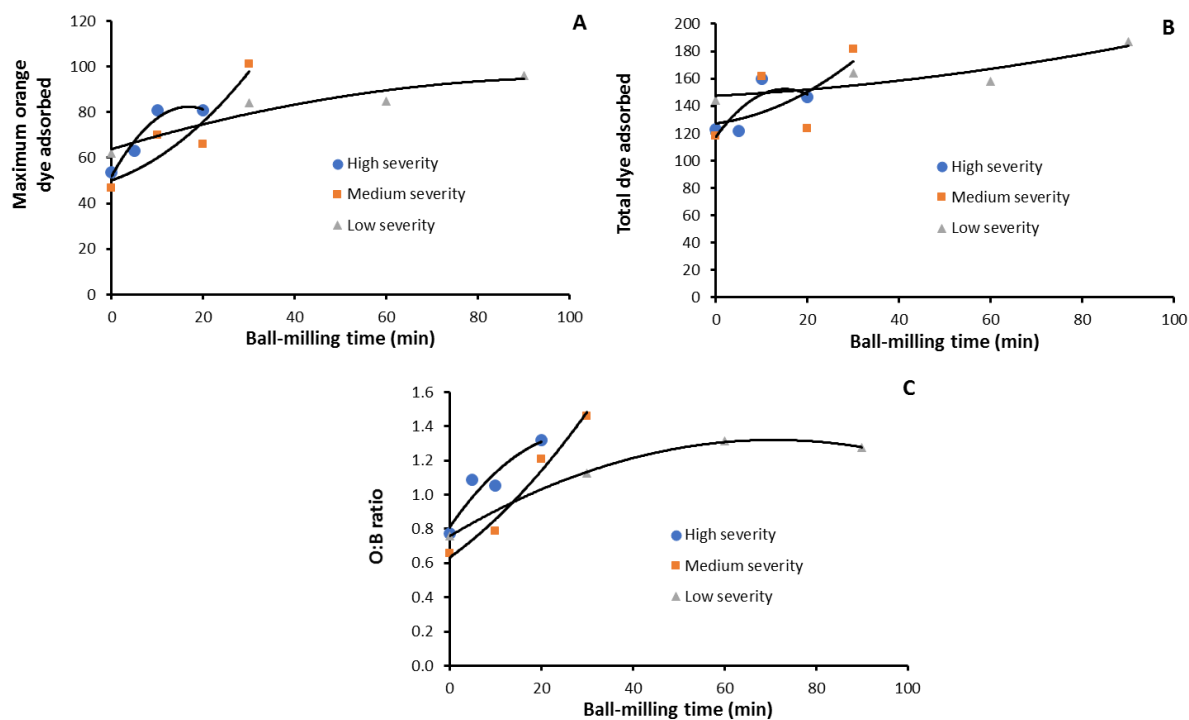 A
Maximum orange
dye adsorbed
120
100
80
60
40
20
0
0 20 40 60 80 100
Ball-milling time (min)
High severity
Medium severity
Low severity
B
Total dye adsorbed
200
180
160
140
120
100
80
60
40
20
0
0 20 40 60 80 100
Ball-milling time (min)
High severity
Medium severity
Low severity
C
O:B ratio
1.6
1.4
1.2
1.0
0.8
0.6
0.4
0.2
0.0
0 20 40 60 80 100
Ball-milling time (min)
High severity
Medium severity
Low severity